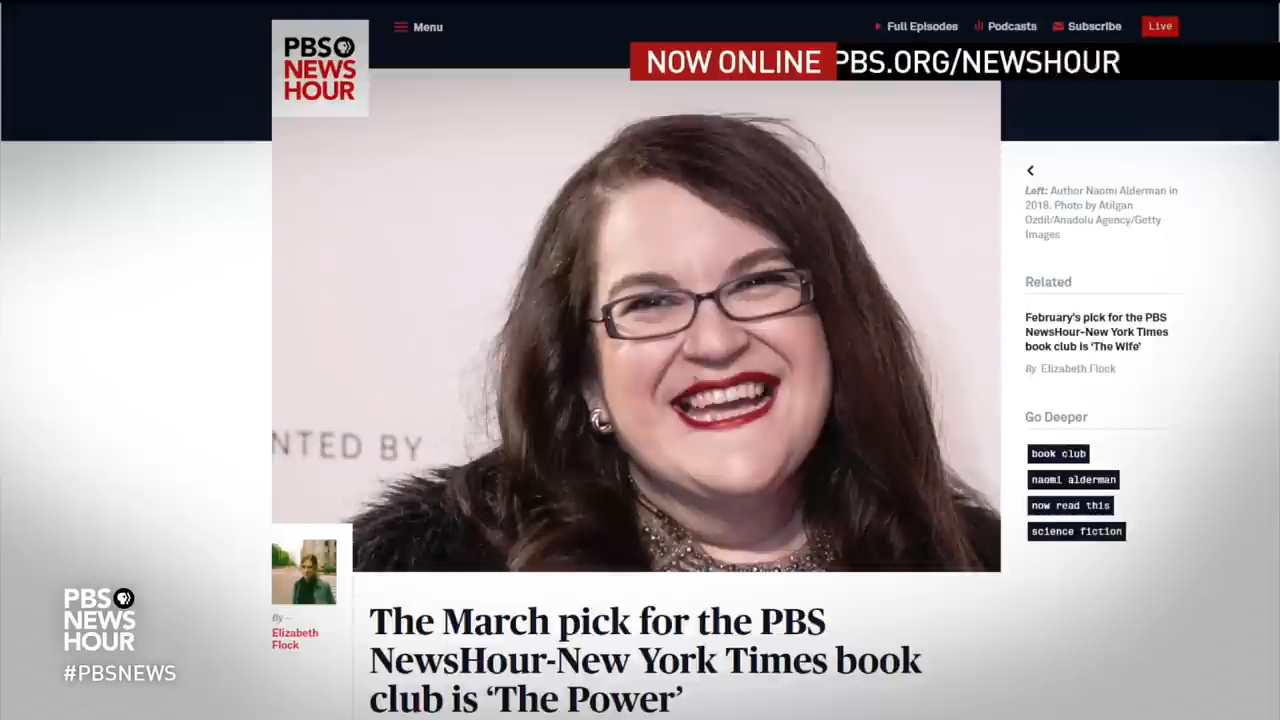 PBS
NEWS
HOUR
Menu
Full Episodes
Podcasts
Subscribe
Live
NOW ONLINE PBS.ORG/NEWSHOUR
NTED BY
Left: Author Naomi Alderman in
2018. Photo by Atilgan
Ozdil/Anadolu Agency/Getty
Images
Related
February's pick for the PBS
NewsHour-New York Times
book club is 'The Wife'
By Elizabeth Flock
Go Deeper
book club
naomi alderman
now read this
science fiction
By —
Elizabeth
Flock
The March pick for the PBS
NewsHour-New York Times book
club is ‘The Power’
PBS
NEWS
HOUR
#PBSNEWS